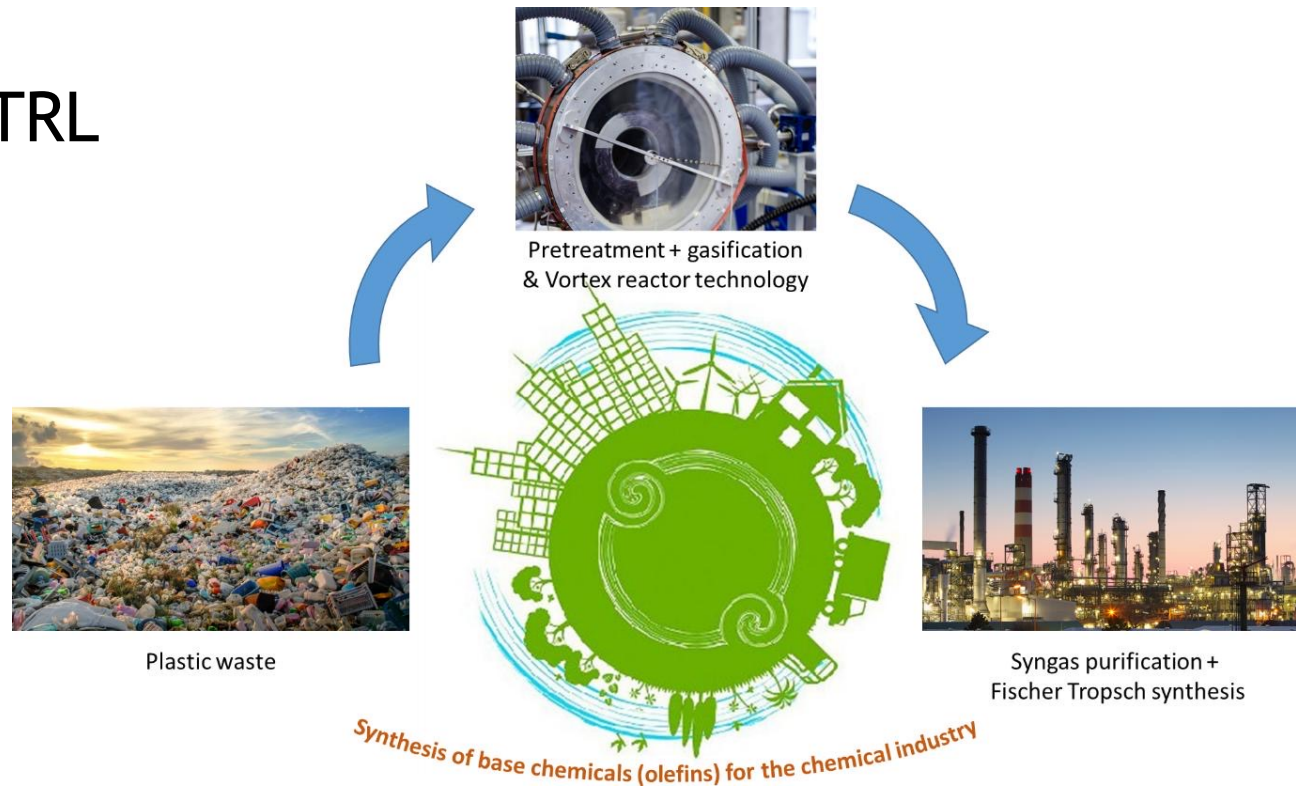 TRL
Pretreatment + gasification
& Vortex reactor technology
Plastic waste
Syngas purification +
Fischer Tropsch synthesis
Synthesis of base chemicals (olefins) for the chemical industry